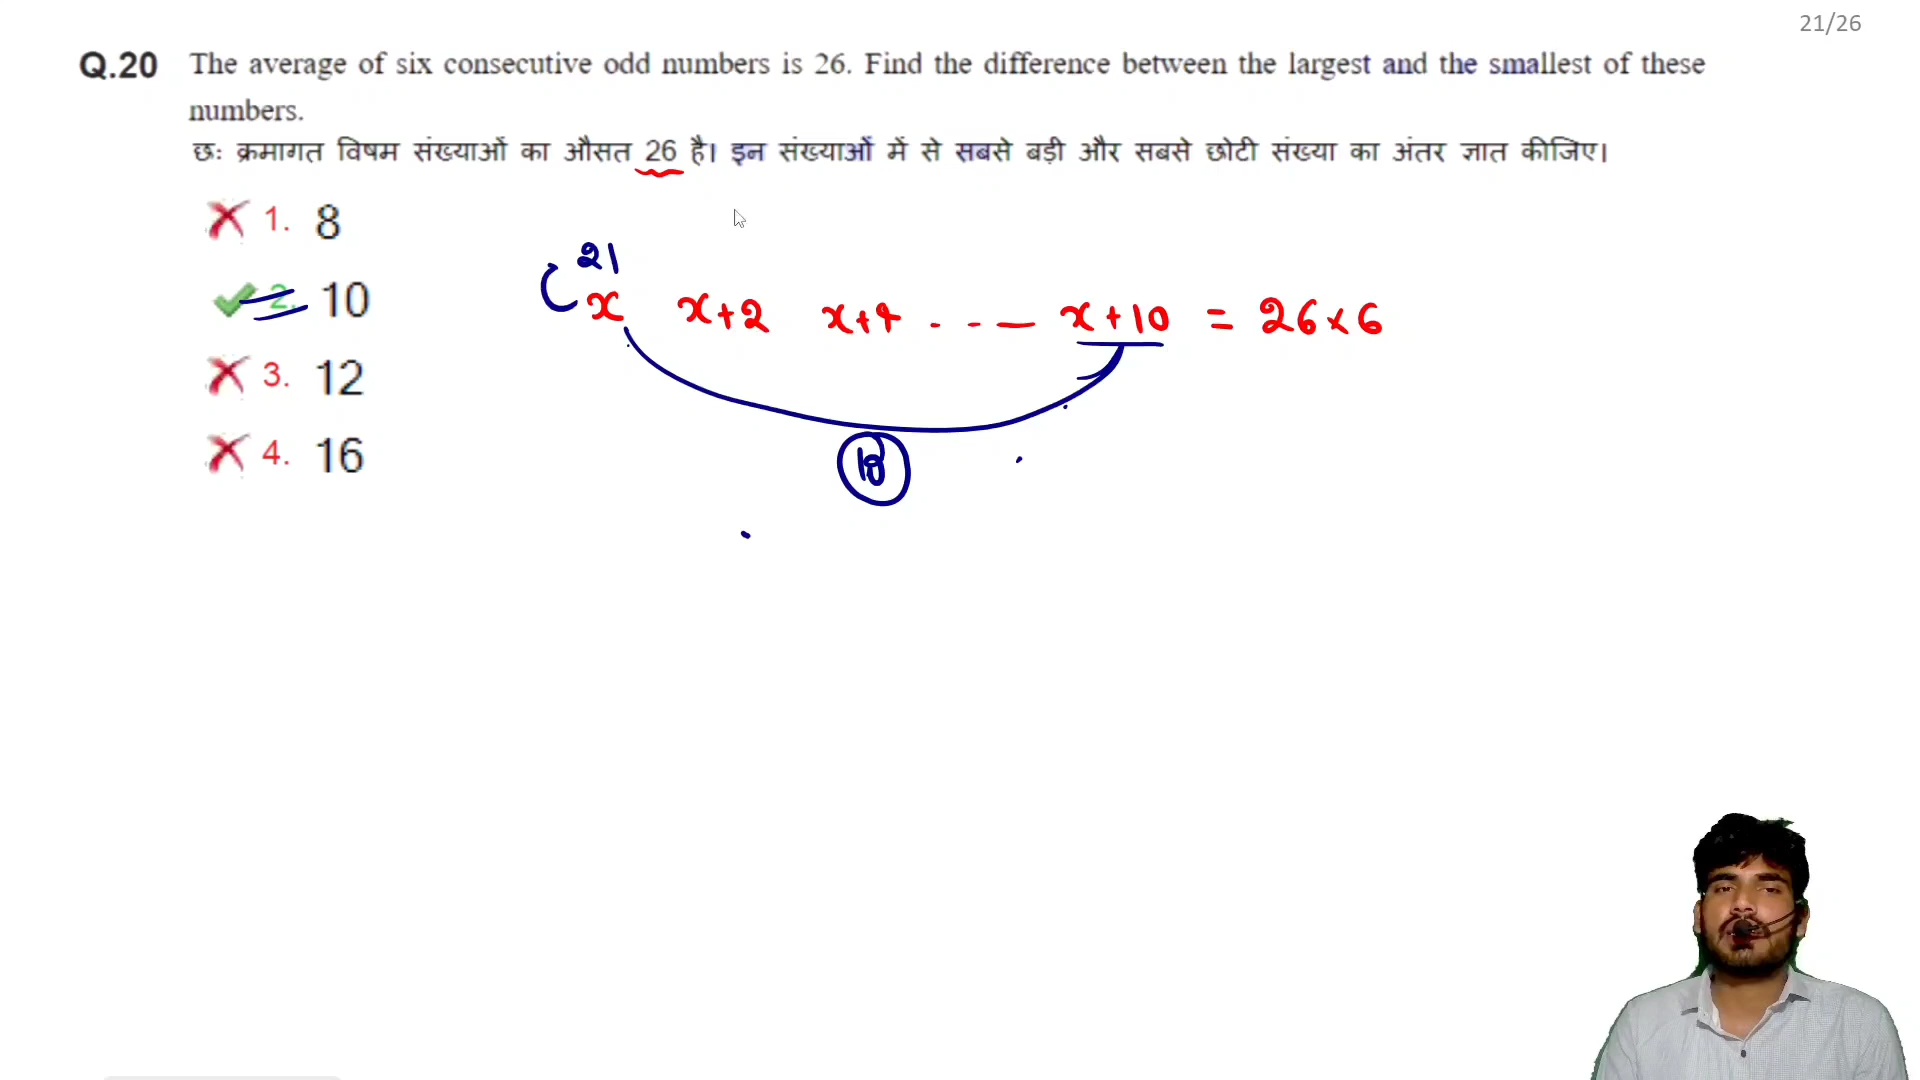 21/26
Q.20 The average of six consecutive odd numbers is 26. Find the difference between the largest and the smallest of these
numbers.
छः क्रमागत विषम संख्याओं का औसत 26 है। इन संख्याओं में से सबसे बड़ी और सबसे छोटी संख्या का अंतर ज्ञात कीजिए।
1. 8
2. 10
3. 12
4. 16
21
x x+2 x+4 . - - — x+10 = 26×6
10